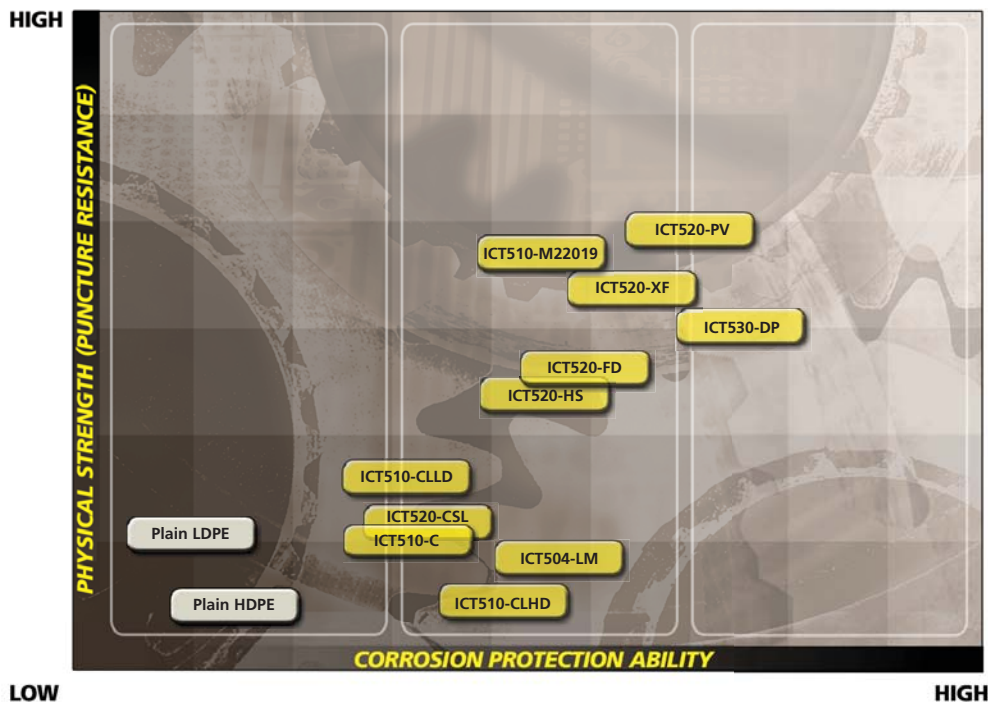 HIGH
PHYSICAL STRENGTH (PUNCTURE RESISTANCE)
ICT520-PV
ICT510-M22019
ICT520-XF
ICT530-DP
ICT520-FD
ICT520-HS
ICT510-CLLD
ICT520-CSL
Plain LDPE
ICT510-C
ICT504-LM
Plain HDPE
ICT510-CLHD
CORROSION PROTECTION ABILITY
LOW
HIGH